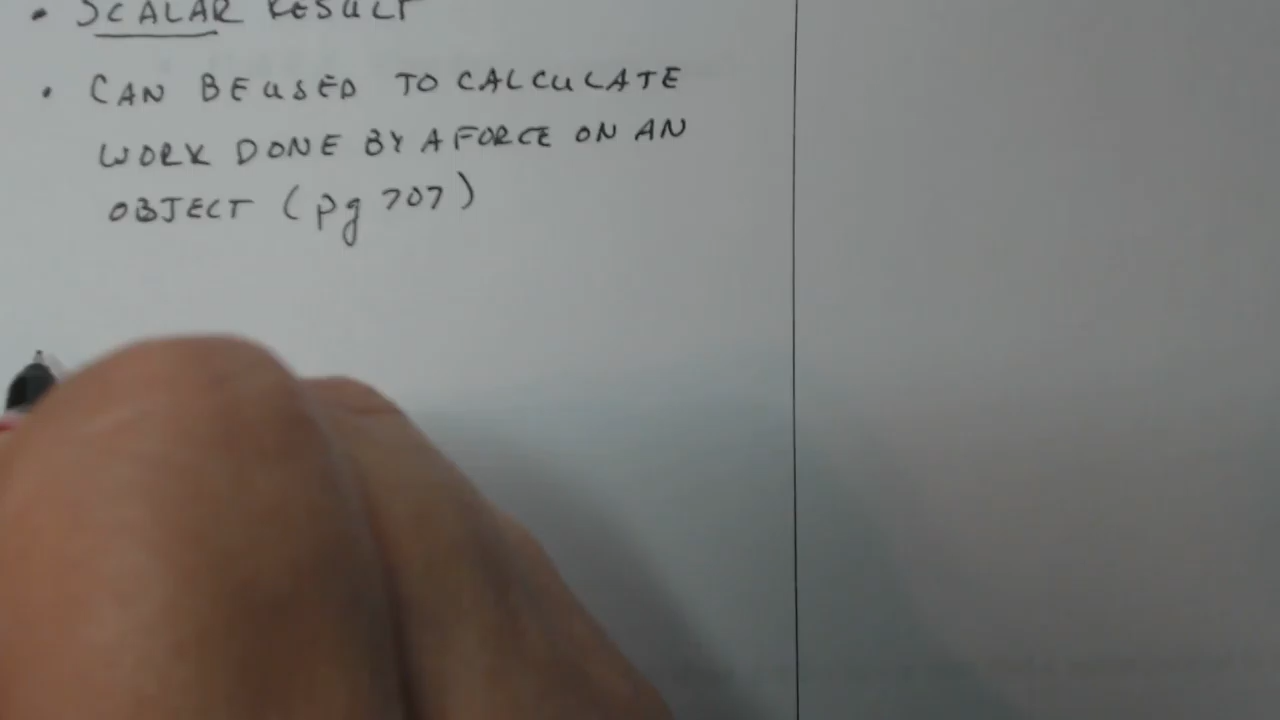 • SCALAR RESULT
• CAN BE USED TO CALCULATE
WORK DONE BY A FORCE ON AN
OBJECT (pg 707)